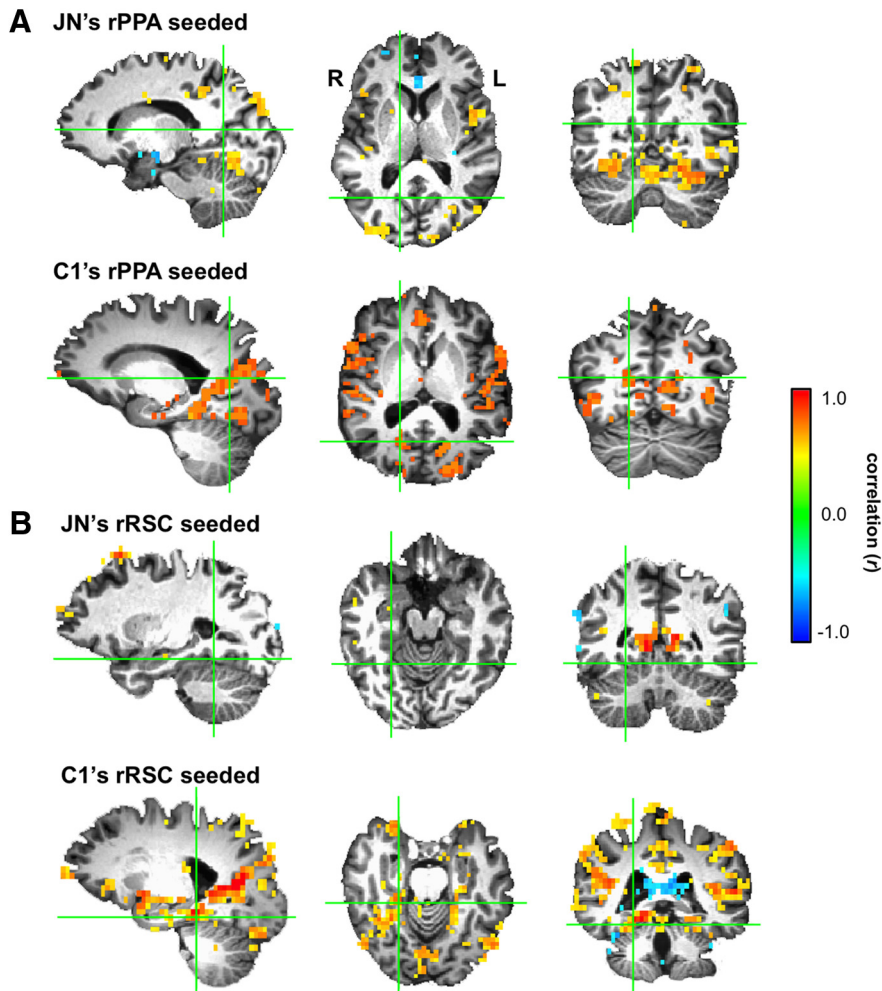 A JN's rPPA seeded
R L
C1's rPPA seeded
1.0
0.0
-1.0
correlation (r)
B JN's rRSC seeded
C1's rRSC seeded